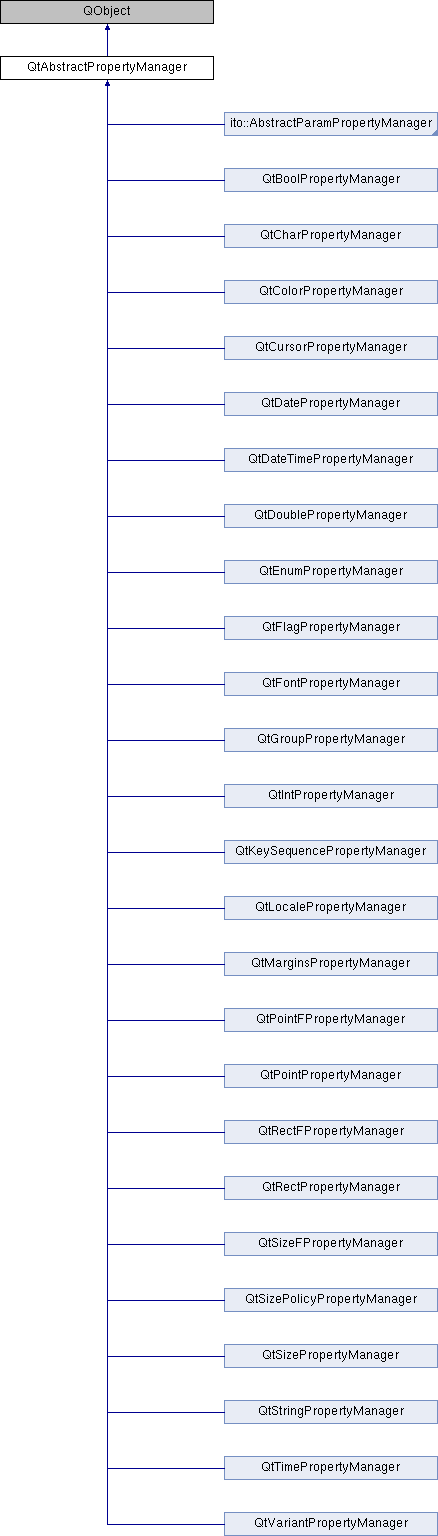 QObject
QtAbstractPropertyManager
ito::AbstractParamPropertyManager
QtBoolPropertyManager
QtCharPropertyManager
QtColorPropertyManager
QtCursorPropertyManager
QtDatePropertyManager
QtDateTimePropertyManager
QtDoublePropertyManager
QtEnumPropertyManager
QtFlagPropertyManager
QtFontPropertyManager
QtGroupPropertyManager
QtIntPropertyManager
QtKeySequencePropertyManager
QtLocalePropertyManager
QtMarginsPropertyManager
QtPointFPropertyManager
QtPointPropertyManager
QtRectFPropertyManager
QtRectPropertyManager
QtSizeFPropertyManager
QtSizePolicyPropertyManager
QtSizePropertyManager
QtStringPropertyManager
QtTimePropertyManager
QtVariantPropertyManager